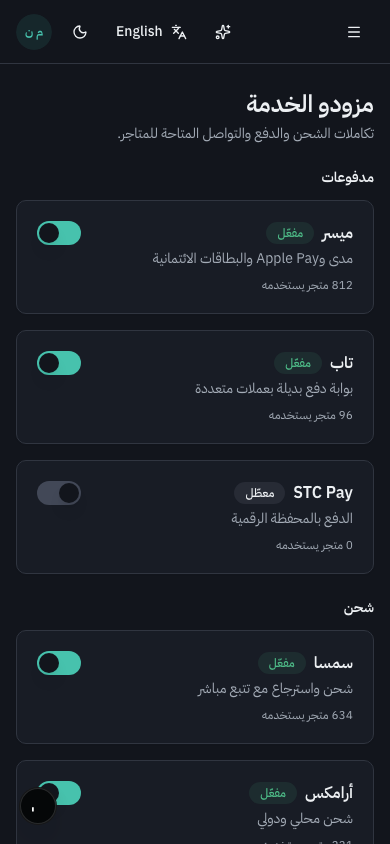 English
م ن
مزودو الخدمة
تكاملات الشحن والدفع والتواصل المتاحة للمتاجر.
مدفوعات
ميسر مفعّل
مدى وApple Pay والبطاقات الائتمانية
812 متجر يستخدمه
تاب مفعّل
بوابة دفع بديلة بعملات متعددة
96 متجر يستخدمه
STC Pay معطّل
الدفع بالمحفظة الرقمية
0 متجر يستخدمه
شحن
سمسا مفعّل
شحن واسترجاع مع تتبع مباشر
634 متجر يستخدمه
أرامكس مفعّل
شحن محلي ودولي